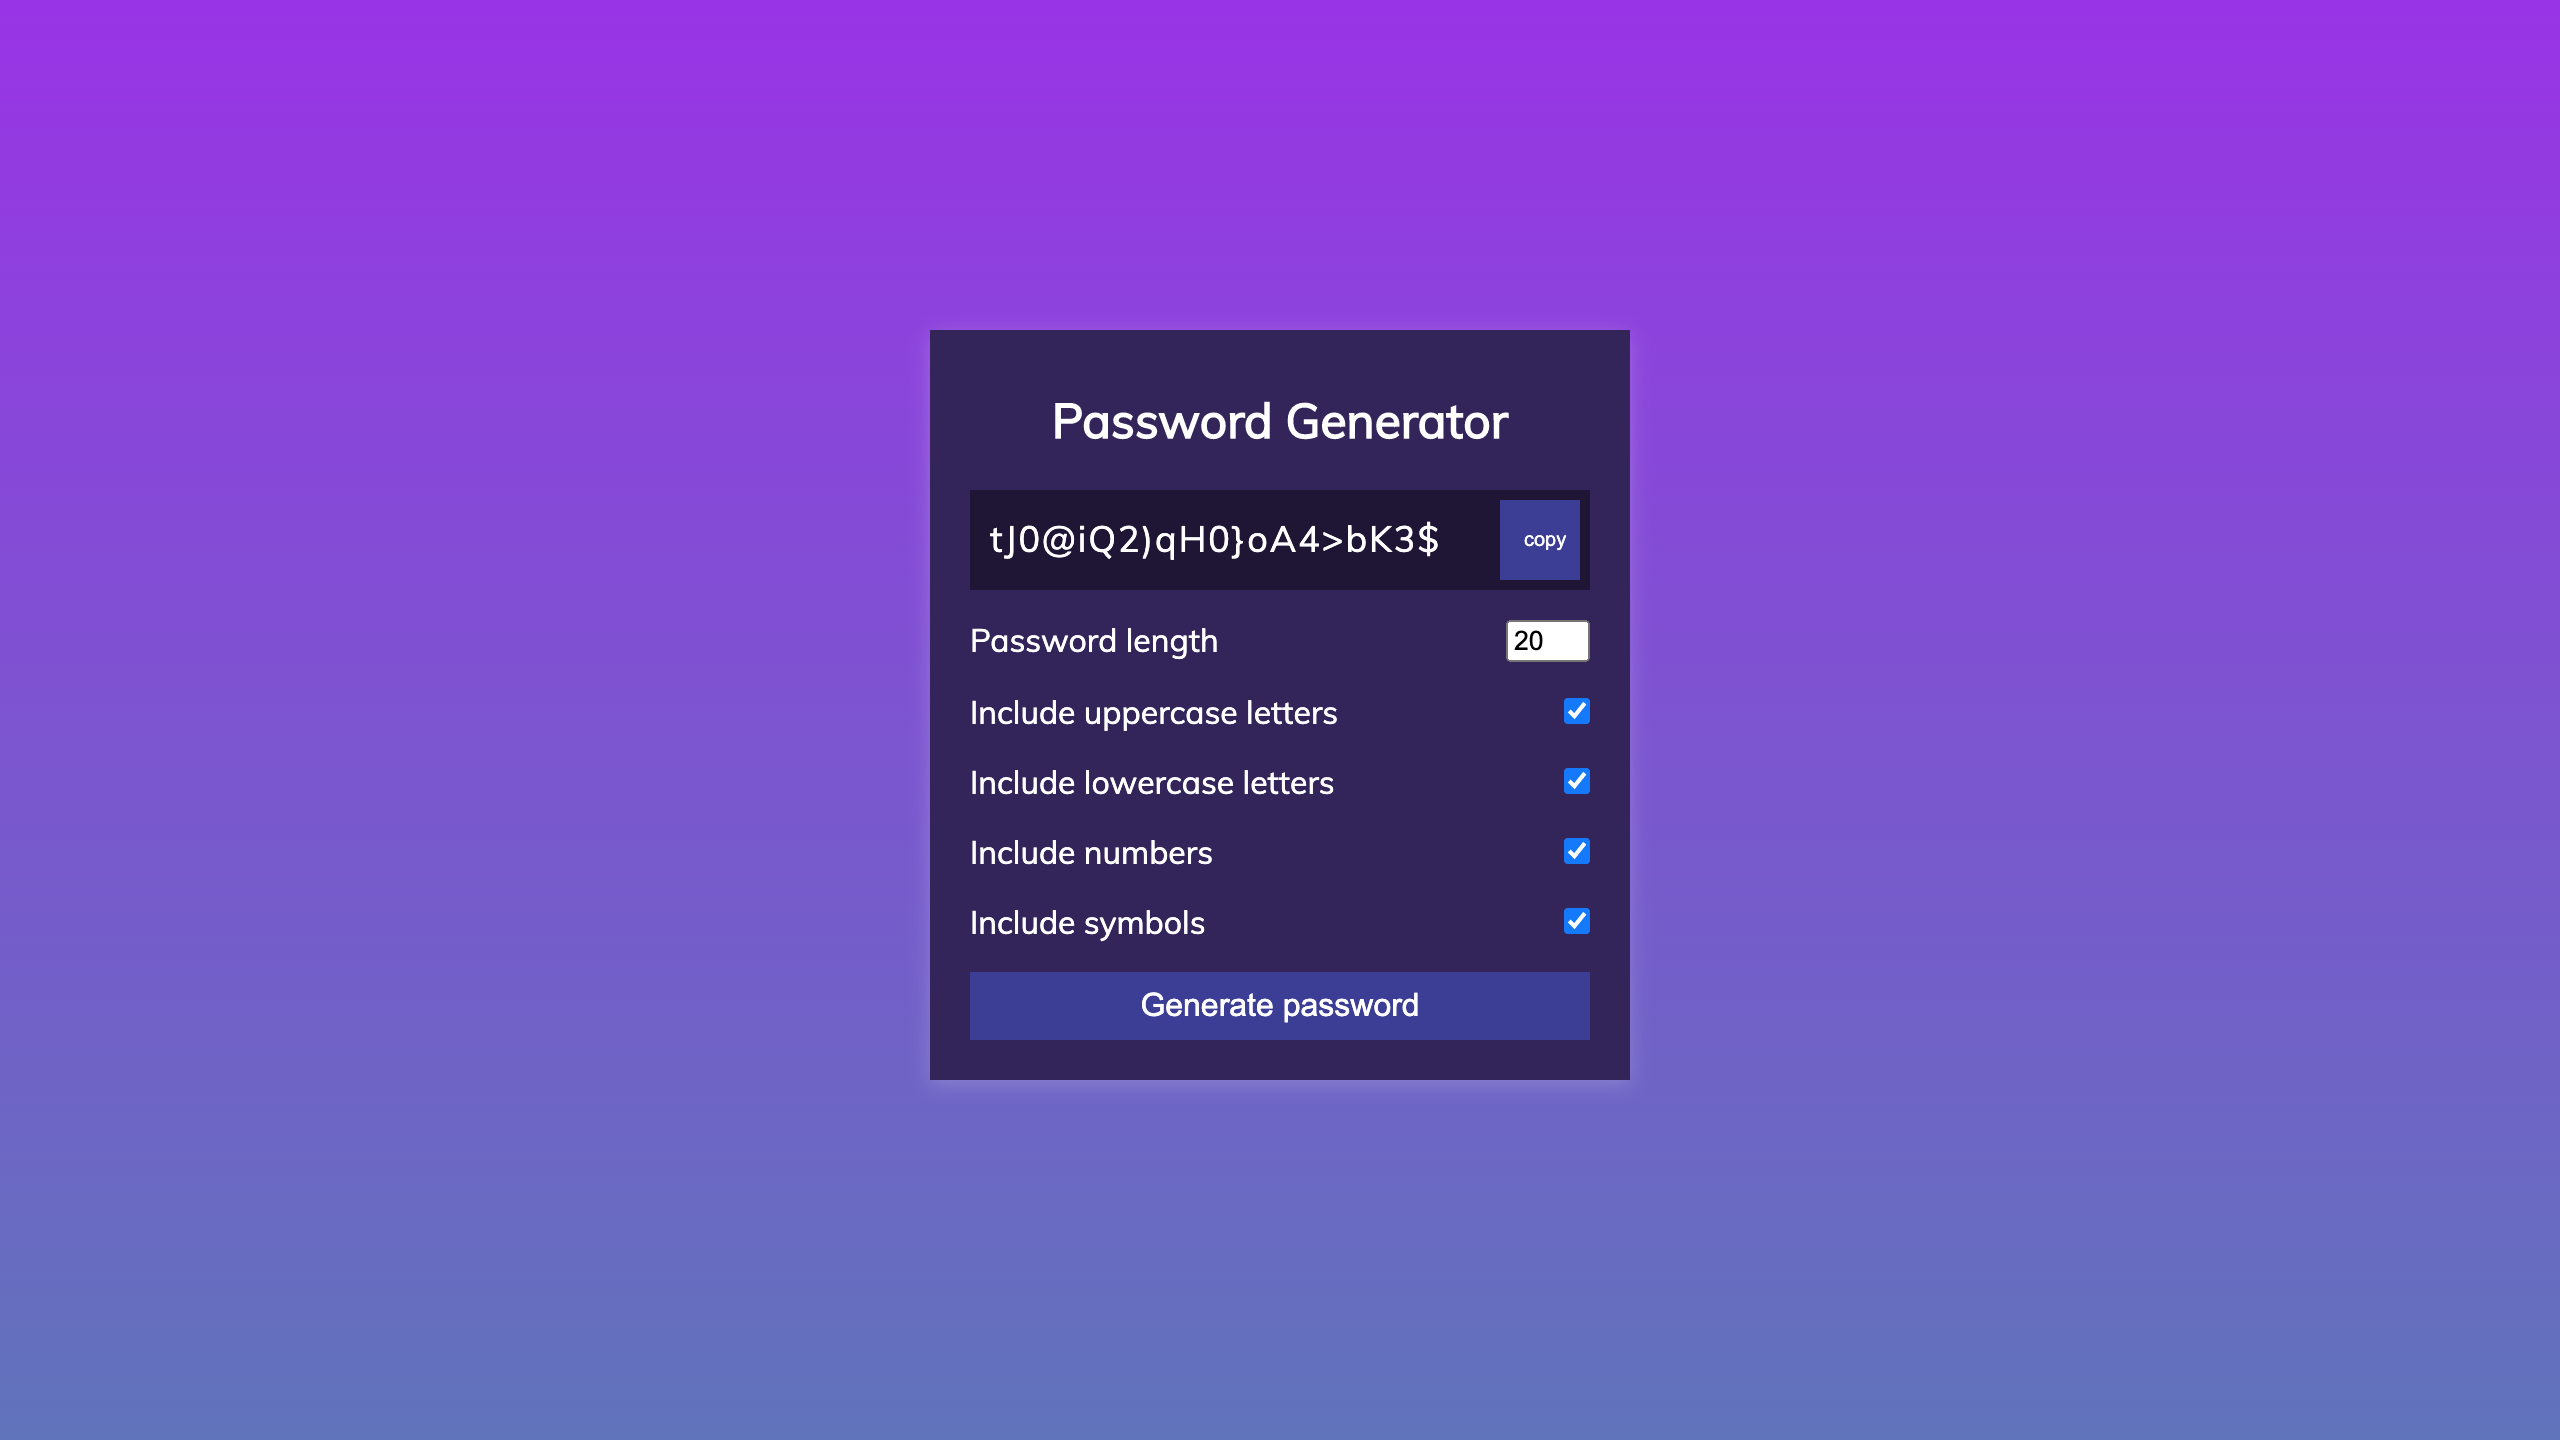 Password Generator
tJ0@iQ2)qH0}oA4>bK3$
copy
Password length
20
Include uppercase letters
Include lowercase letters
Include numbers
Include symbols
Generate password